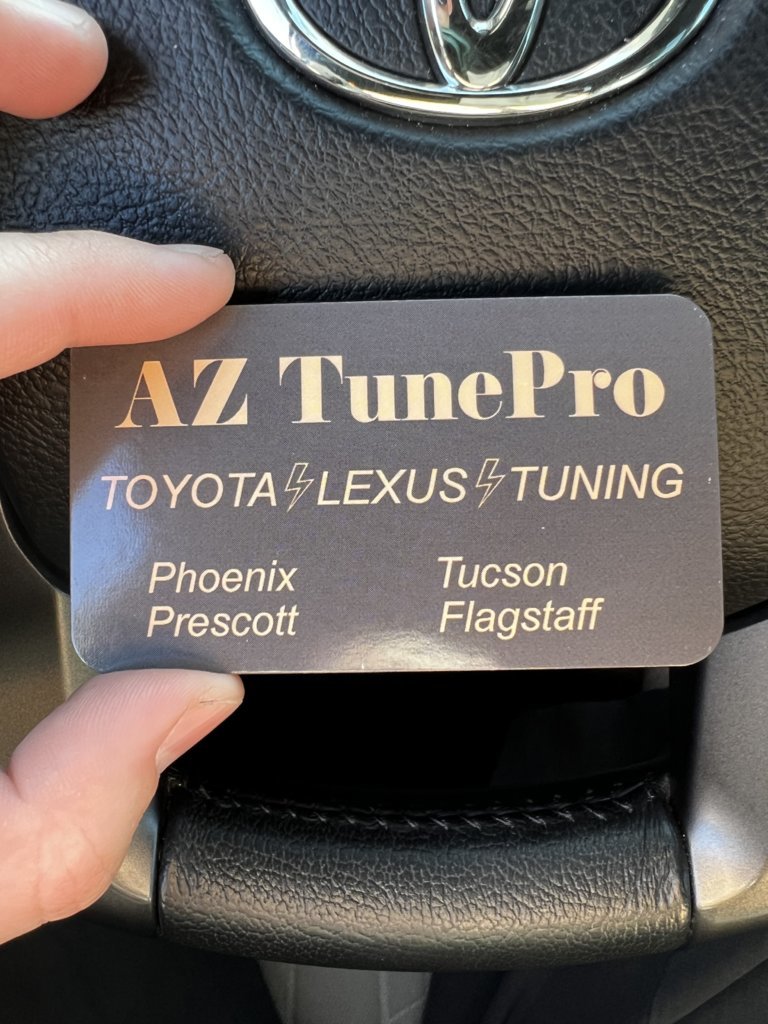 AZ TunePro
TOYOTA LEXUS TUNING
Phoenix Tucson
Prescott Flagstaff